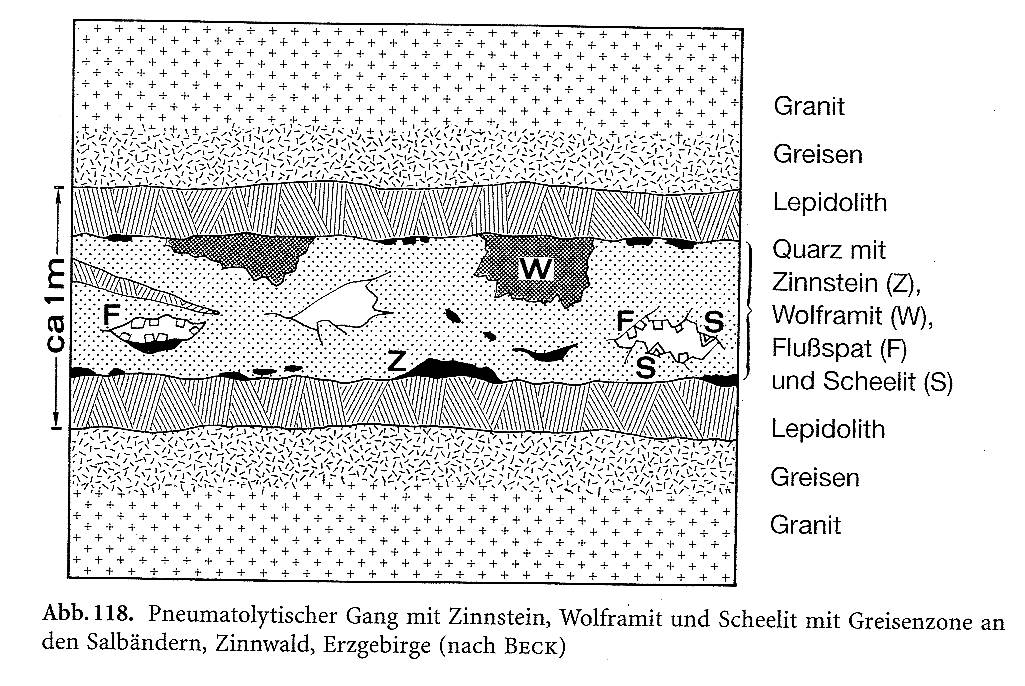 Granit
Greisen
Lepidolith
Quarz mit
Zinnstein (Z),
Wolframit (W),
Flußspat (F)
und Scheelit (S)
Lepidolith
Greisen
Granit
ca 1m
W
F
F
S
S
Z
Abb. 118. Pneumatolytischer Gang mit Zinnstein, Wolframit und Scheelit mit Greisenzone an
den Salbändern, Zinnwald, Erzgebirge (nach BECK)